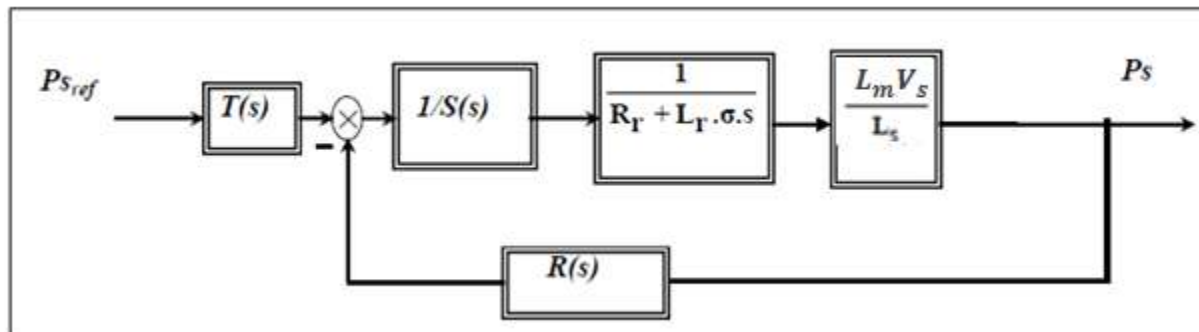 Ps_ref
T(s)
−
1/S(s)
1
R_r + L_r .σ.s
L_m V_s
L_s
Ps
R(s)